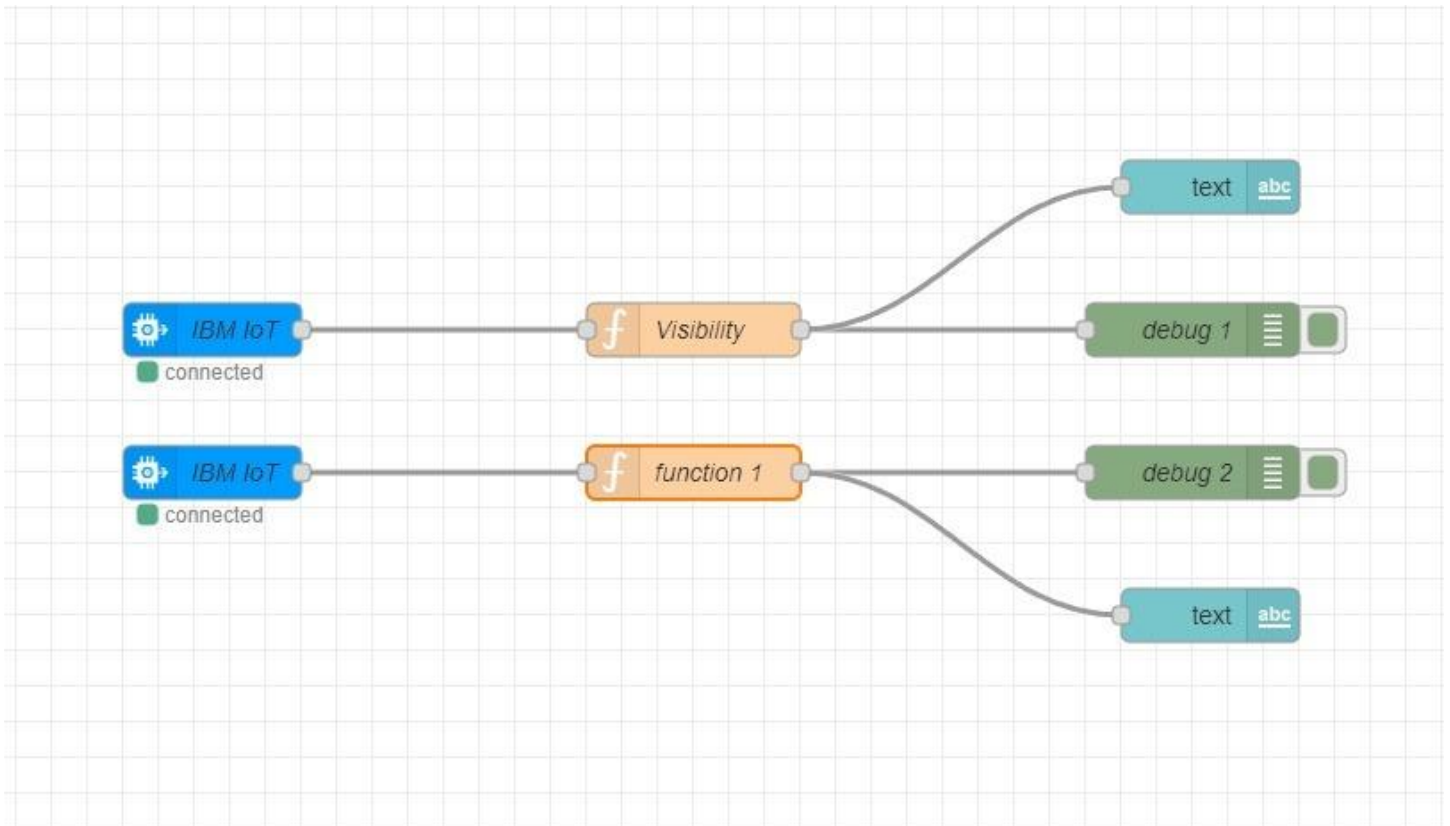 text abc
IBM IoT
Visibility
debug 1
connected
IBM IoT
function 1
debug 2
connected
text abc